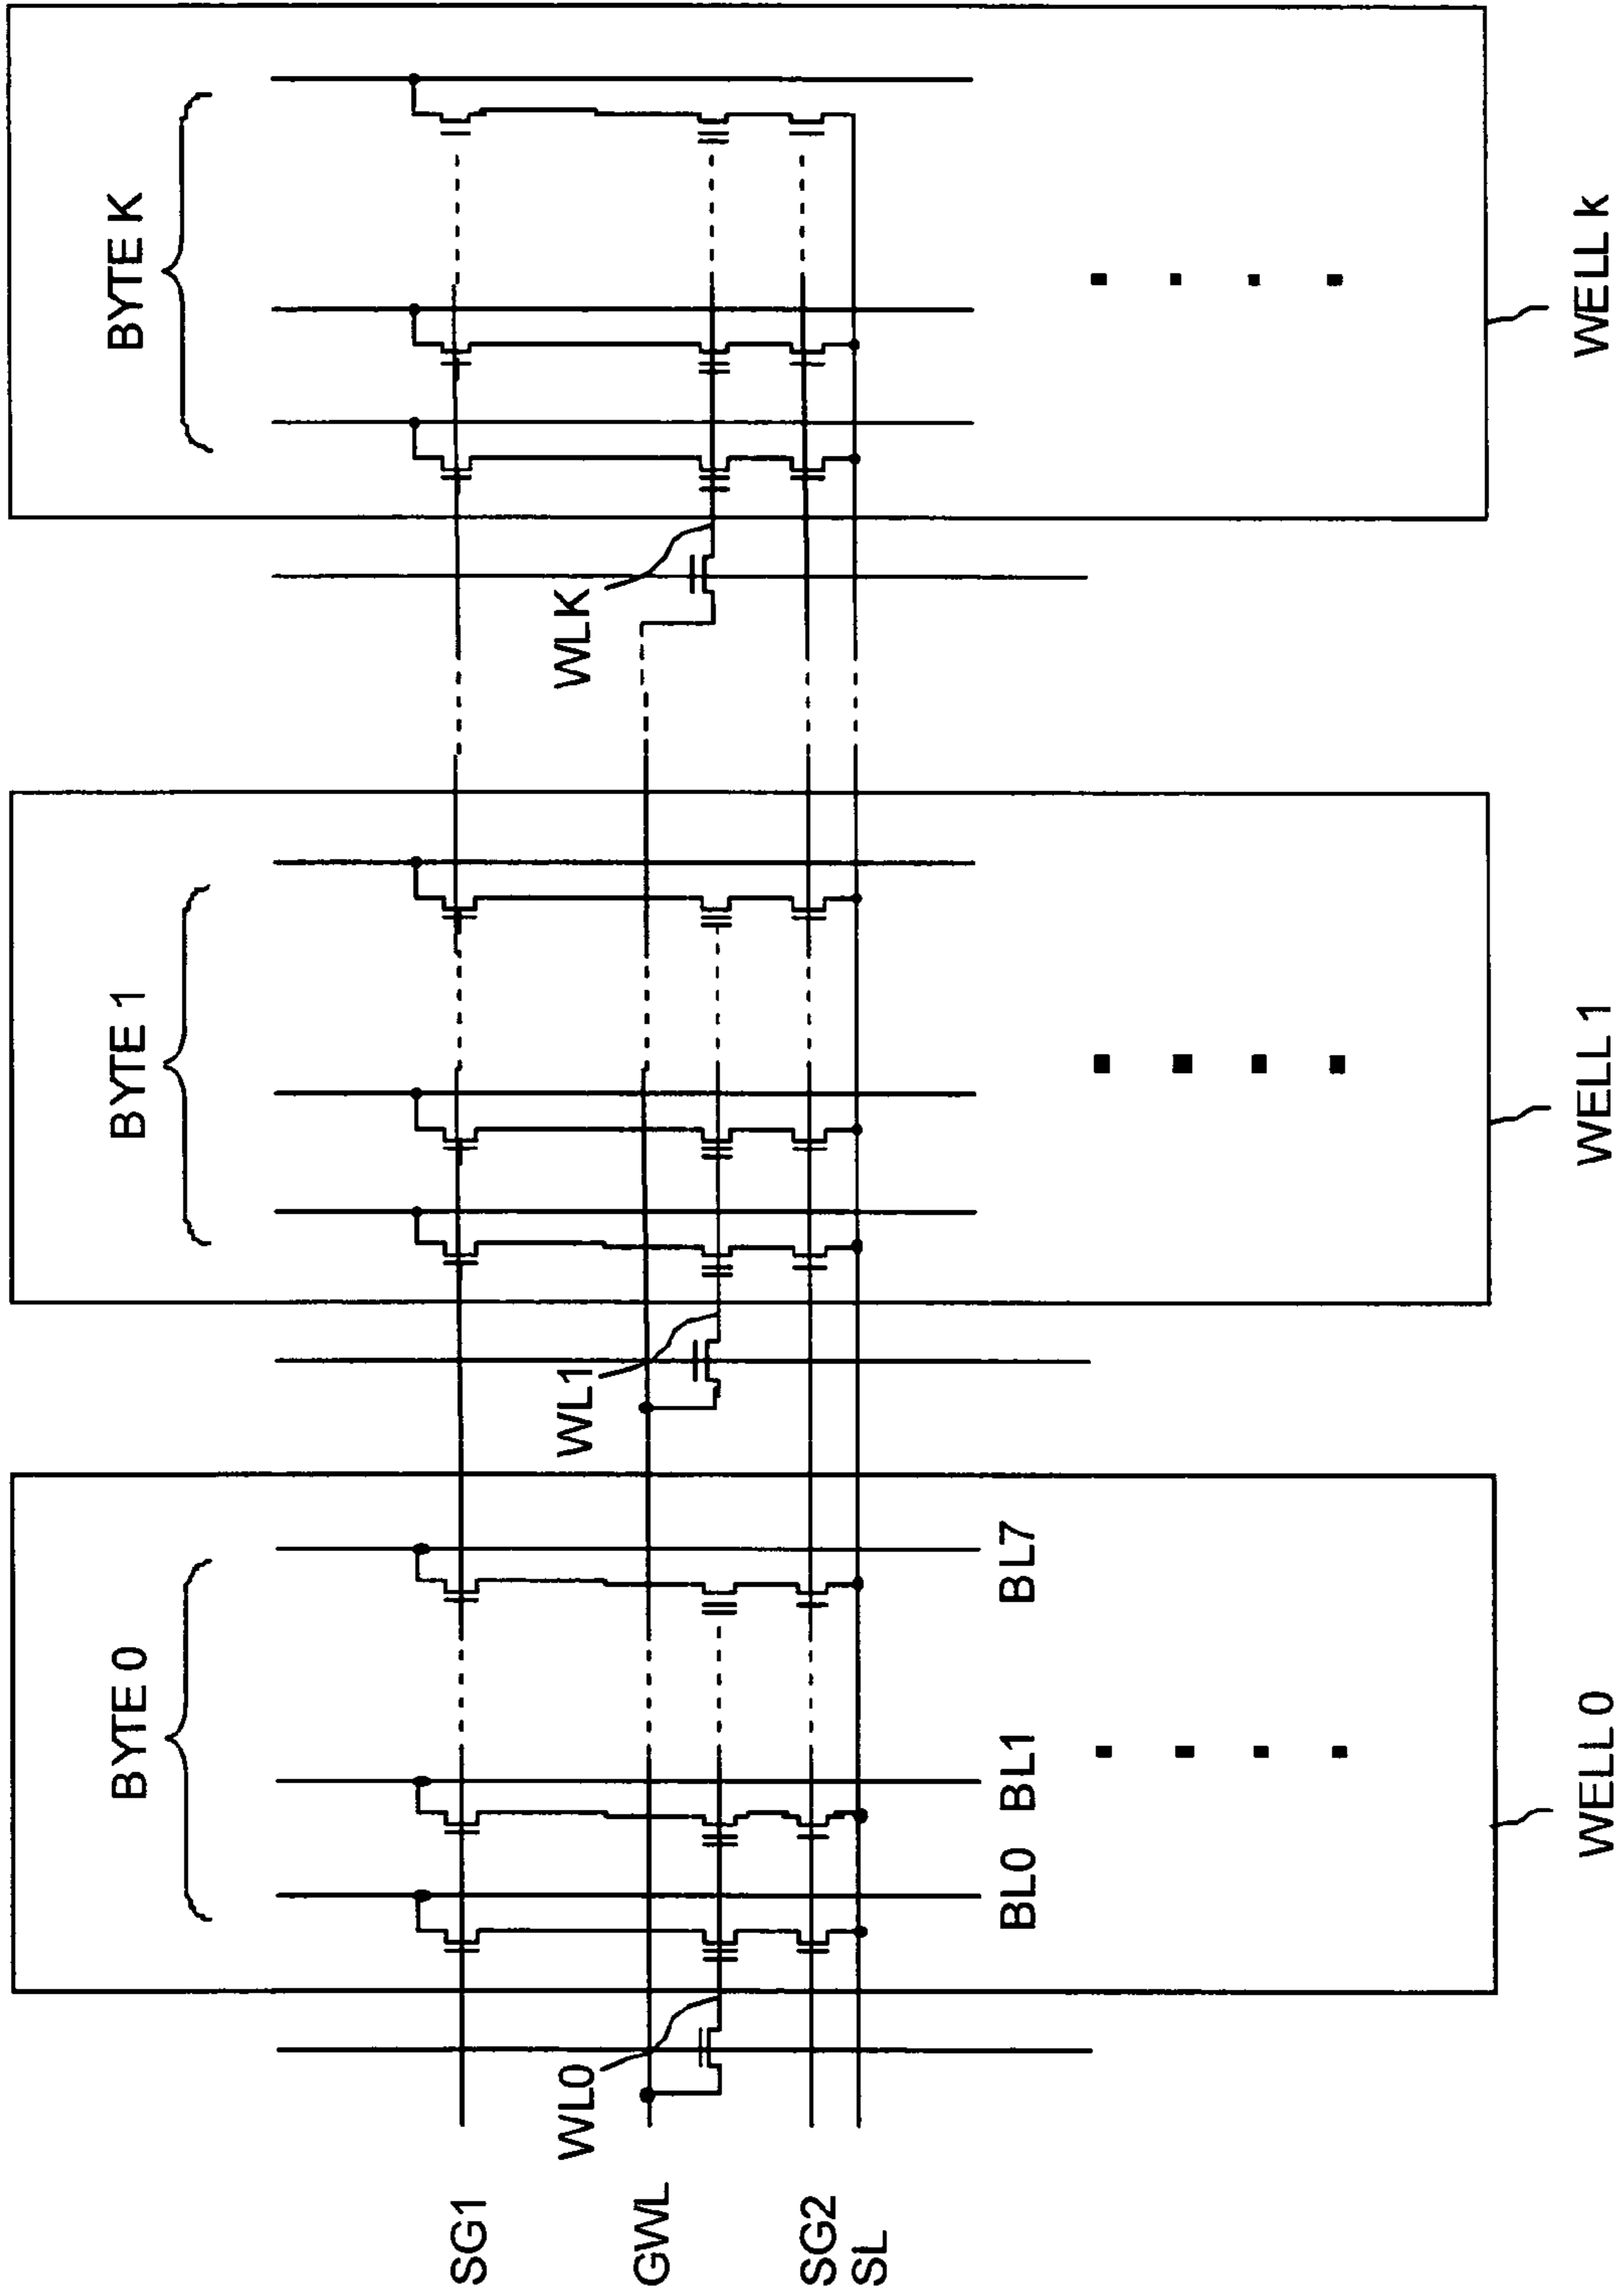 BYTE 0
BYTE 1
BYTE K
SG1
WL0
WL1
WLK
GWL
SG2
SL
BL0
BL1
BL7
WELL 0
WELL 1
WELL k